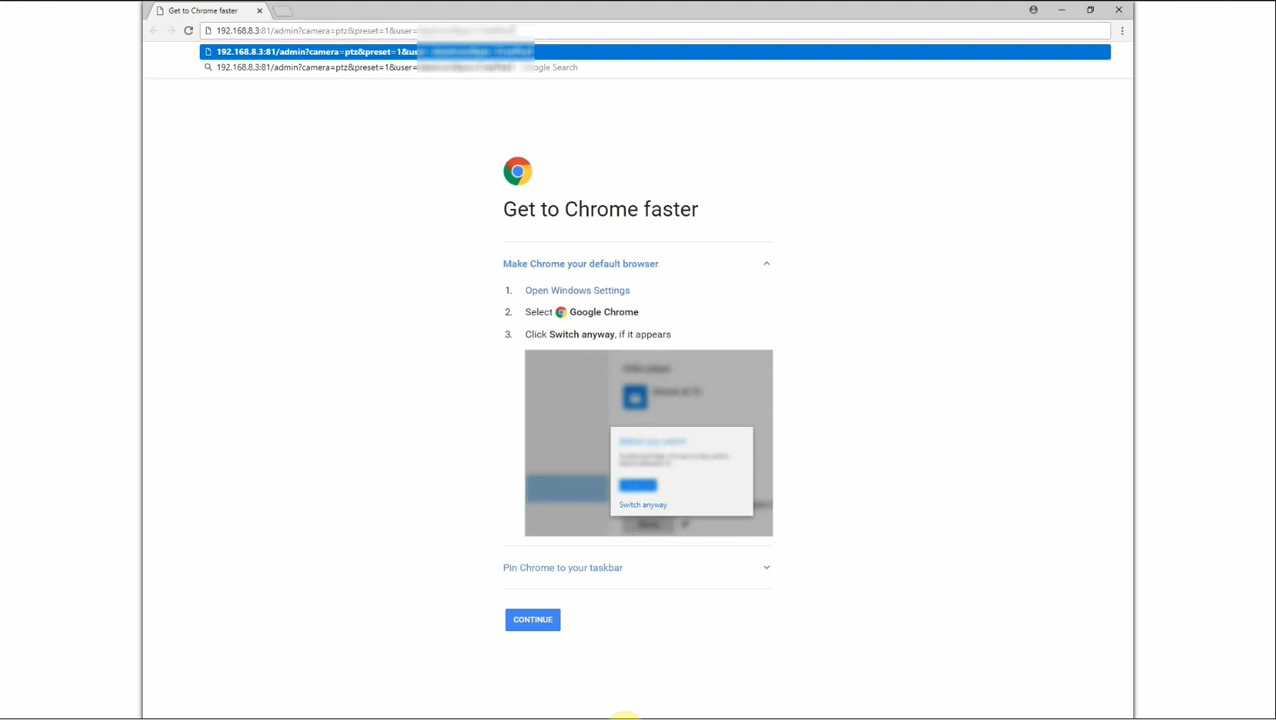 Get to Chrome faster
192.168.8.3:81/admin?camera=ptz&preset=1&user=
192.168.8.3:81/admin?camera=ptz&preset=1&user=
192.168.8.3:81/admin?camera=ptz&preset=1&user= Google Search
Get to Chrome faster
Make Chrome your default browser
1. Open Windows Settings
2. Select Google Chrome
3. Click Switch anyway, if it appears
Switch anyway
Pin Chrome to your taskbar
CONTINUE